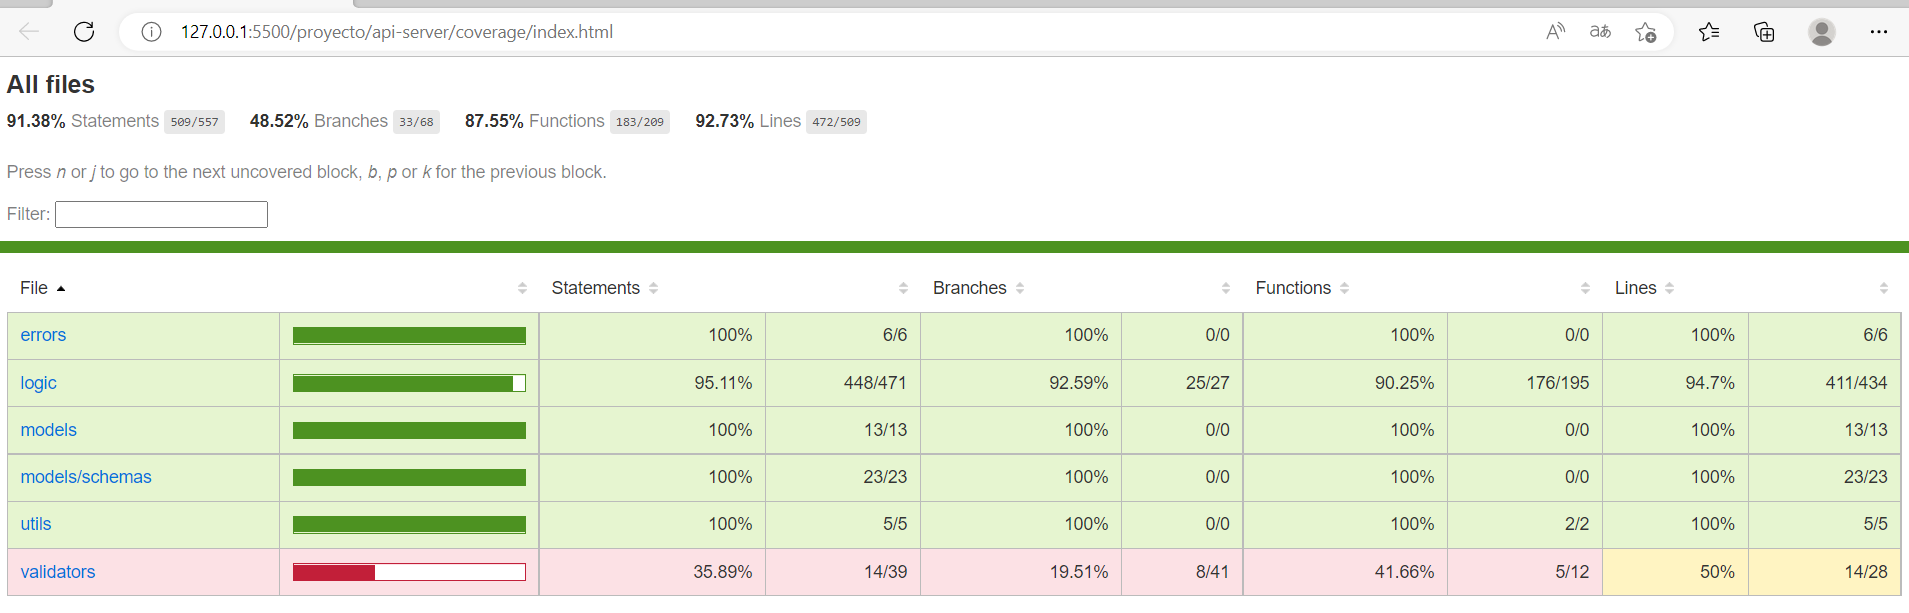 127.0.0.1:5500/proyecto/api-server/coverage/index.html
All files
91.38% Statements 509/557 48.52% Branches 33/68 87.55% Functions 183/209 92.73% Lines 472/509
Press n or j to go to the next uncovered block, b, p or k for the previous block.
Filter:
File Statements Branches Functions Lines
errors 100% 6/6 100% 0/0 100% 0/0 100% 6/6
logic 95.11% 448/471 92.59% 25/27 90.25% 176/195 94.7% 411/434
models 100% 13/13 100% 0/0 100% 0/0 100% 13/13
models/schemas 100% 23/23 100% 0/0 100% 0/0 100% 23/23
utils 100% 5/5 100% 0/0 100% 2/2 100% 5/5
validators 35.89% 14/39 19.51% 8/41 41.66% 5/12 50% 14/28